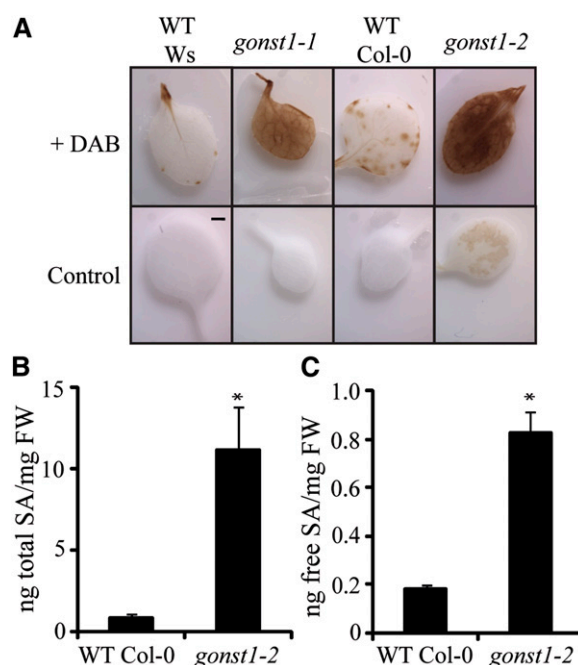 A
WT Ws
gonst1-1
WT Col-0
gonst1-2
+ DAB
Control
B
ng total SA/mg FW
15
10
5
0
*
WT Col-0
gonst1-2
C
ng free SA/mg FW
1.0
0.8
0.6
0.4
0.2
0
*
WT Col-0
gonst1-2